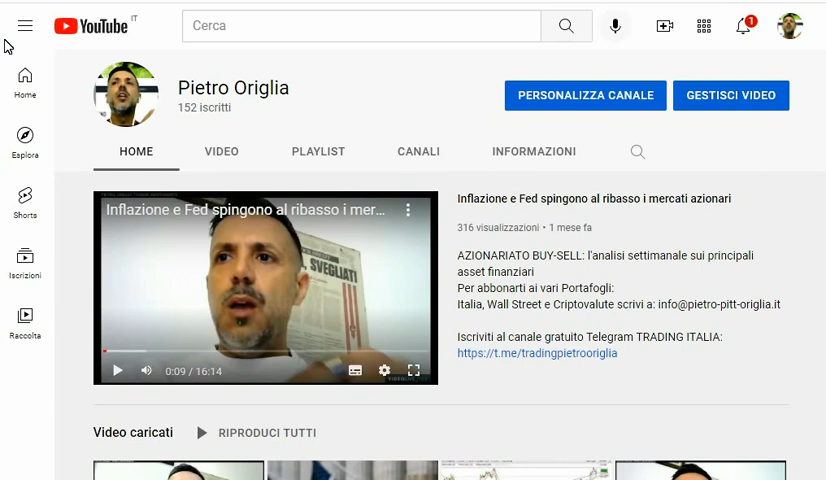 YouTube IT
Cerca
1
Home
Esplora
Shorts
Iscrizioni
Raccolta
Pietro Origlia
152 iscritti
PERSONALIZZA CANALE
GESTISCI VIDEO
HOME
VIDEO
PLAYLIST
CANALI
INFORMAZIONI
Inflazione e Fed spingono al ribasso i mer...
SVEGLIATI
0:09 / 16:14
Inflazione e Fed spingono al ribasso i mercati azionari
316 visualizzazioni • 1 mese fa
AZIONARIATO BUY-SELL: l'analisi settimanale sui principali
asset finanziari
Per abbonarti ai vari Portafogli:
Italia, Wall Street e Criptovalute scrivi a: info@pietro-pitt-origlia.it
Iscriviti al canale gratuito Telegram TRADING ITALIA:
https://t.me/tradingpietrooriglia
Video caricati
RIPRODUCI TUTTI